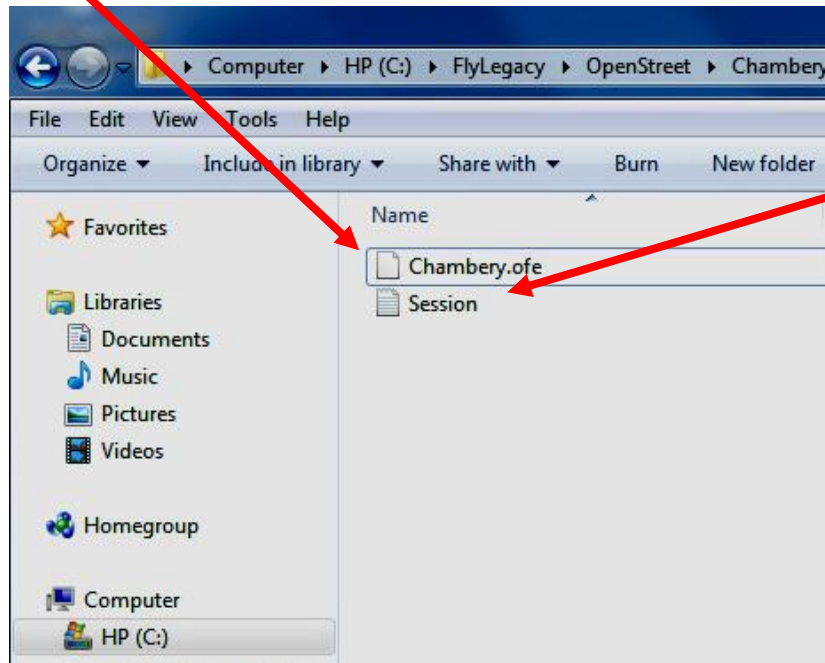 Computer HP (C:) FlyLegacy OpenStreet Chambery
File Edit View Tools Help
Organize Include in library Share with Burn New folder
Name
Favorites
Chambery.ofe
Session
Libraries
Documents
Music
Pictures
Videos
Homegroup
Computer
HP (C:)